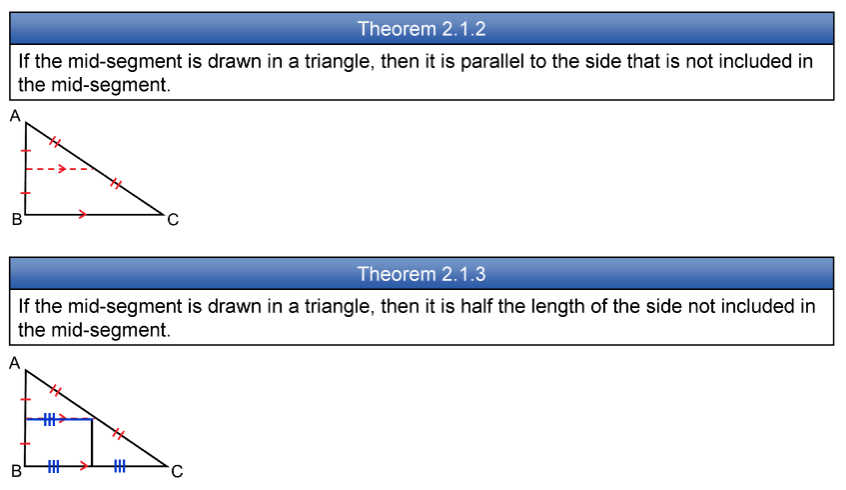 Theorem 2.1.2
If the mid-segment is drawn in a triangle, then it is parallel to the side that is not included in
the mid-segment.
A
B
C
Theorem 2.1.3
If the mid-segment is drawn in a triangle, then it is half the length of the side not included in
the mid-segment.
A
B
C